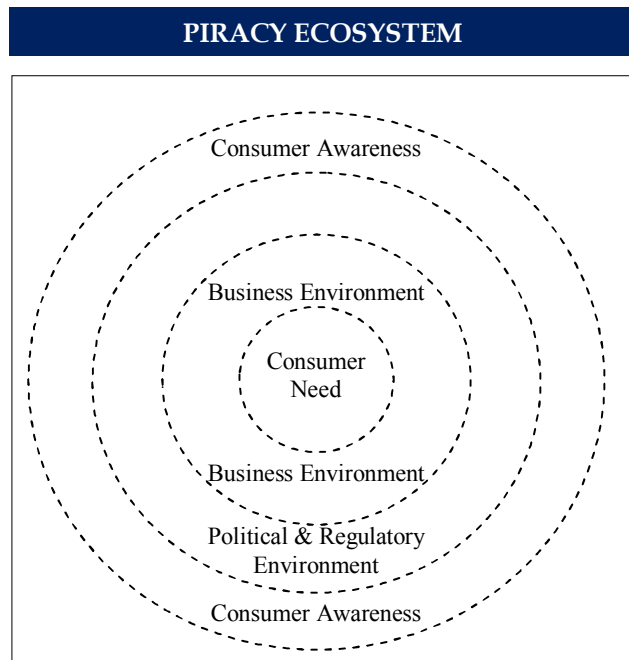 PIRACY ECOSYSTEM
Consumer Awareness
Business Environment
Consumer
Need
Business Environment
Political & Regulatory
Environment
Consumer Awareness